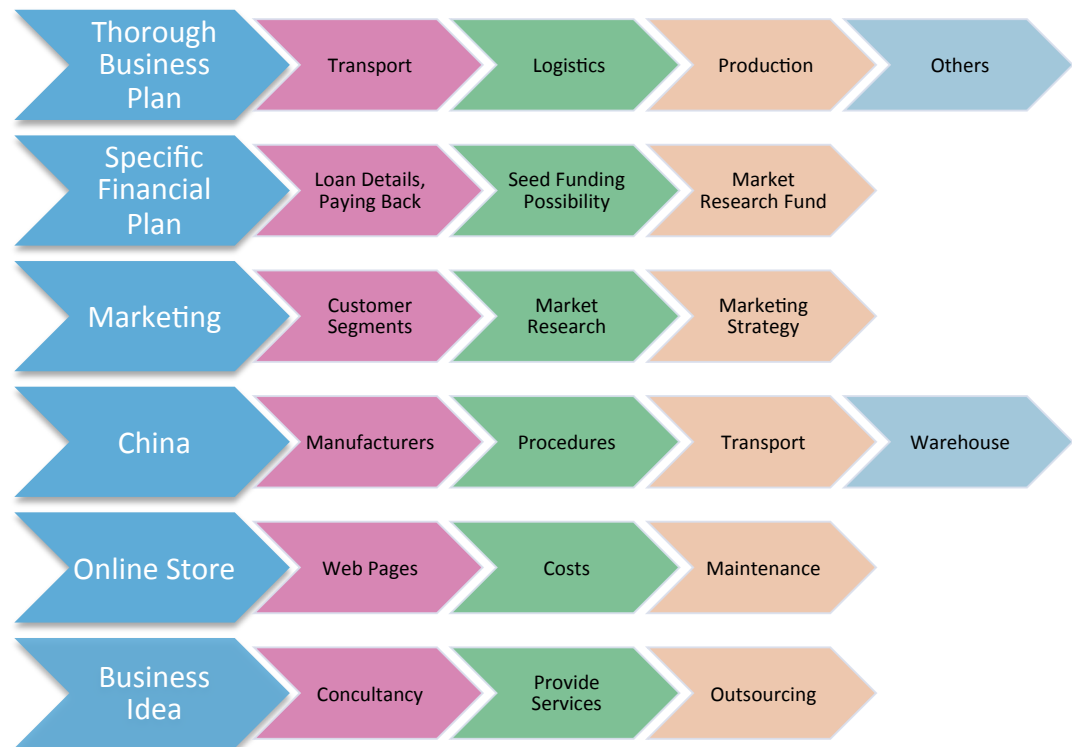 Thorough
Business
Plan
Transport
Logistics
Production
Others
Specific
Financial
Plan
Loan Details,
Paying Back
Seed Funding
Possibility
Market
Research Fund
Marketing
Customer
Segments
Market
Research
Marketing
Strategy
China
Manufacturers
Procedures
Transport
Warehouse
Online Store
Web Pages
Costs
Maintenance
Business
Idea
Concultancy
Provide
Services
Outsourcing